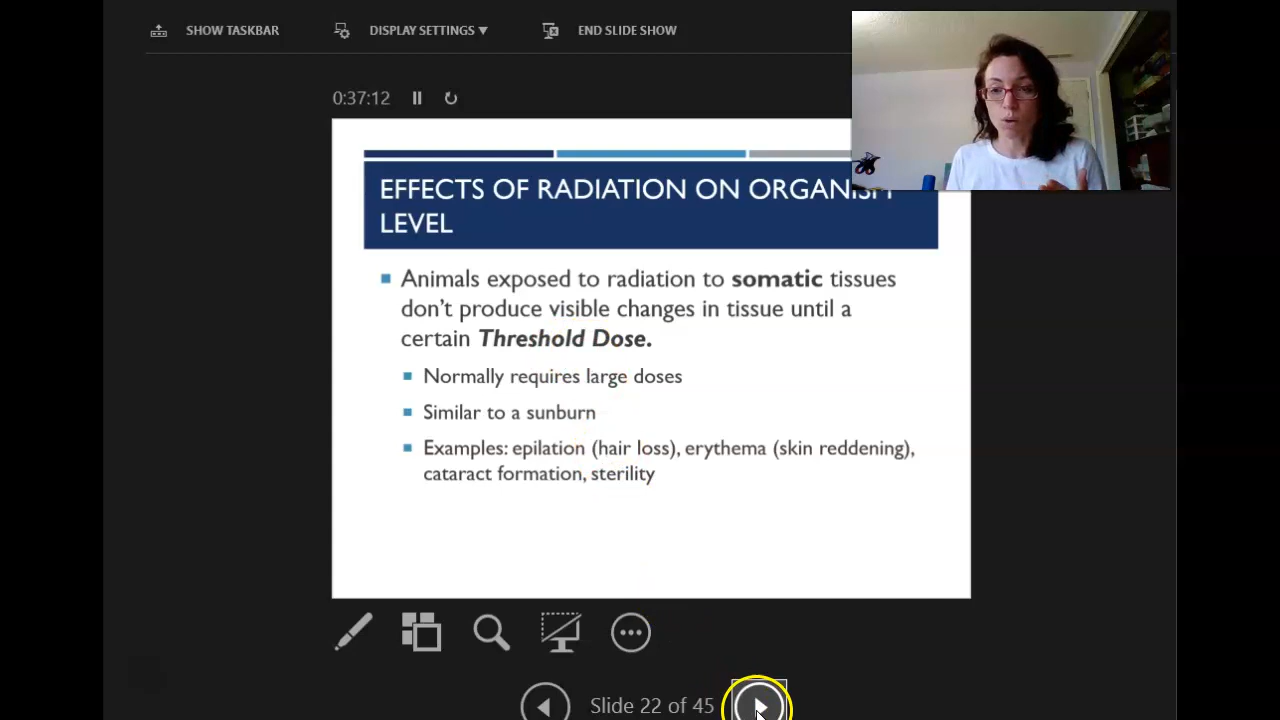 SHOW TASKBAR
DISPLAY SETTINGS
END SLIDE SHOW
0:37:12
EFFECTS OF RADIATION ON ORGANISM
LEVEL
Animals exposed to radiation to somatic tissues
don't produce visible changes in tissue until a
certain Threshold Dose.
Normally requires large doses
Similar to a sunburn
Examples: epilation (hair loss), erythema (skin reddening),
cataract formation, sterility
Slide 22 of 45